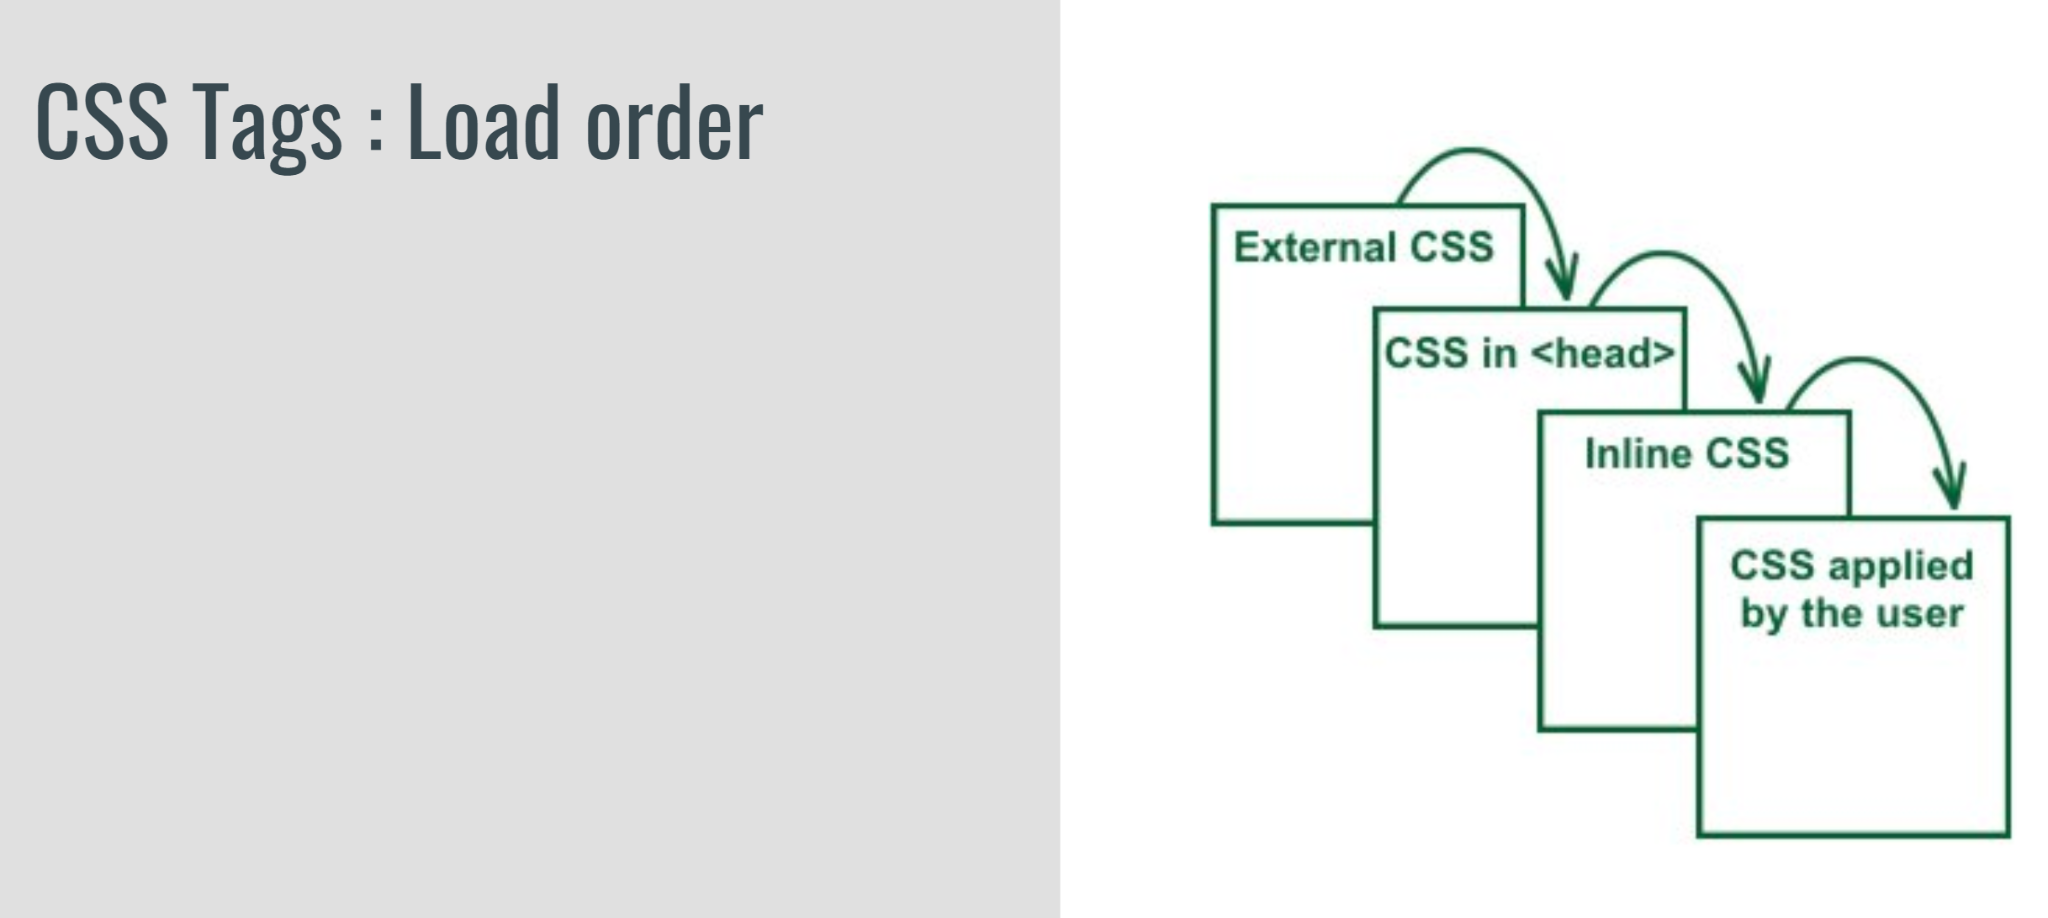 CSS Tags : Load order
External CSS
CSS in <head>
Inline CSS
CSS applied
by the user